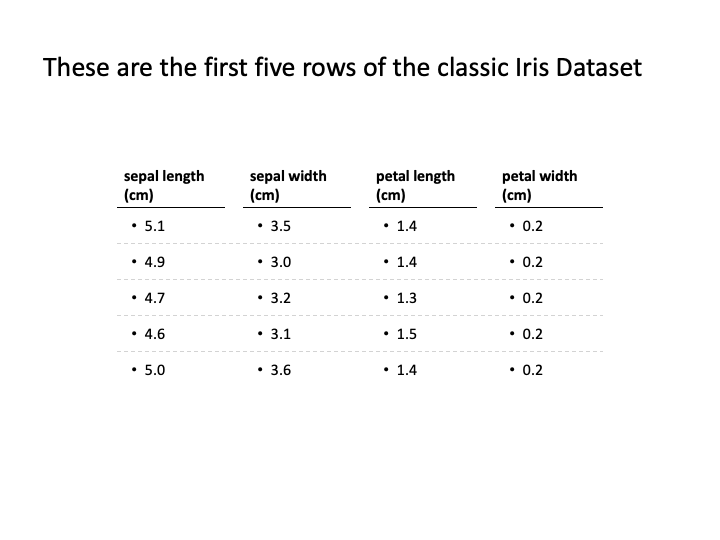 These are the first five rows of the classic Iris Dataset
sepal length (cm) sepal width (cm) petal length (cm) petal width (cm)
• 5.1 • 3.5 • 1.4 • 0.2
• 4.9 • 3.0 • 1.4 • 0.2
• 4.7 • 3.2 • 1.3 • 0.2
• 4.6 • 3.1 • 1.5 • 0.2
• 5.0 • 3.6 • 1.4 • 0.2